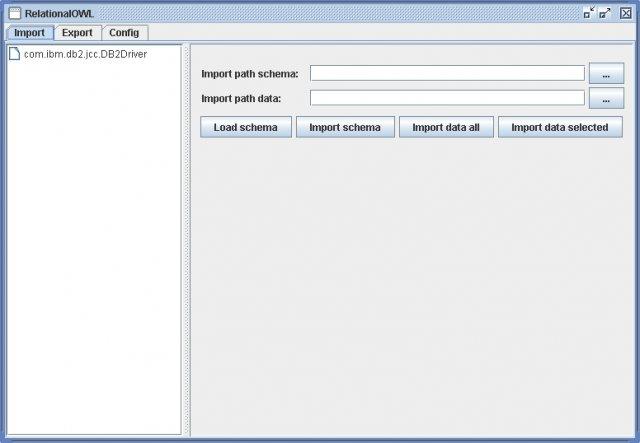 RelationalOWL
Import Export Config
com.ibm.db2.jcc.DB2Driver
Import path schema: ...
Import path data: ...
Load schema Import schema Import data all Import data selected